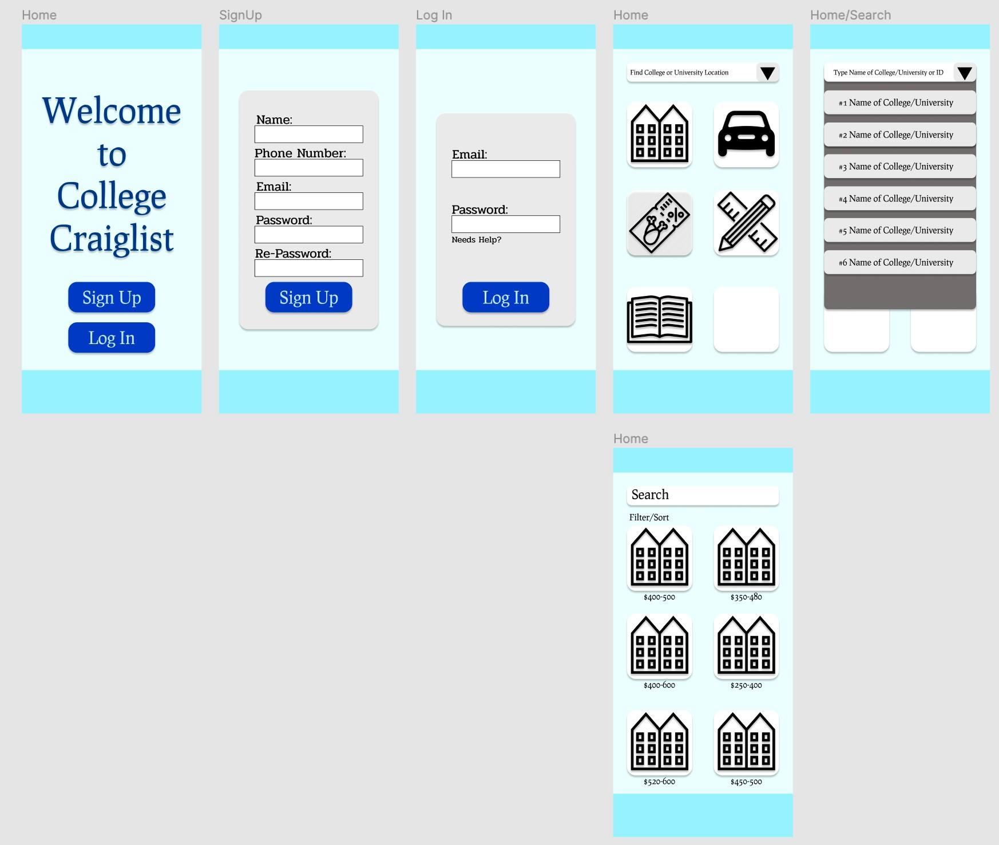 Home
Welcome
to
College
Craiglist
Sign Up
Log In
SignUp
Name:
Phone Number:
Email:
Password:
Re-Password:
Sign Up
Log In
Email:
Password:
Needs Help?
Log In
Home
Find College or University Location
%
Home/Search
Type Name of College/University or ID
#1 Name of College/University
#2 Name of College/University
#3 Name of College/University
#4 Name of College/University
#5 Name of College/University
#6 Name of College/University
Home
Search
Filter/Sort
$400-500
$350-480
$400-600
$250-400
$520-600
$450-500